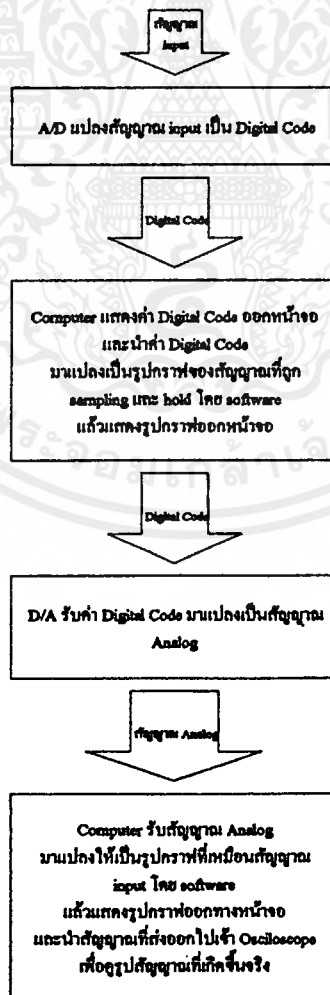 สัญญาณ
input
A/D แปลงสัญญาณ input เป็น Digital Code
Digital Code
Computer แสดงค่า Digital Code ออกหน้าจอ
และนำค่า Digital Code
มาแปลงเป็นรูปกราฟของสัญญาณที่ถูก
sampling และ hold โดย software
แล้วแสดงรูปกราฟออกหน้าจอ
Digital Code
D/A รับค่า Digital Code มาแปลงเป็นสัญญาณ
Analog
สัญญาณ Analog
Computer รับสัญญาณ Analog
มาแปลงให้เป็นรูปกราฟที่เหมือนสัญญาณ
input โดย software
แล้วแสดงรูปกราฟออกทางหน้าจอ
และนำสัญญาณที่ส่งออกไปเข้า Osciloscope
เพื่อดูรูปสัญญาณที่เกิดขึ้นจริง